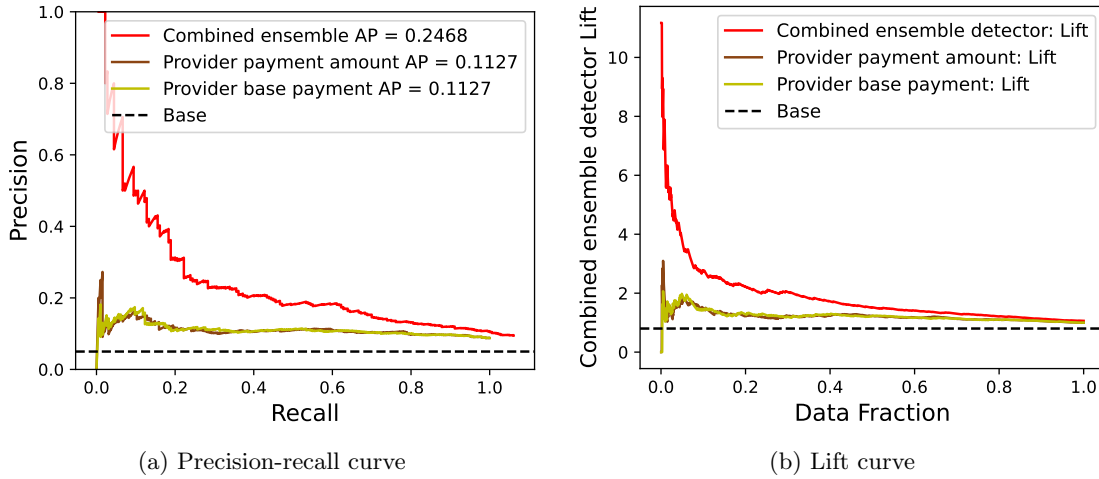 Combined ensemble AP = 0.2468
Provider payment amount AP = 0.1127
Provider base payment AP = 0.1127
Base
Precision
1.0
0.8
0.6
0.4
0.2
0.0
0.0 0.2 0.4 0.6 0.8 1.0
Recall
(a) Precision-recall curve
Combined ensemble detector: Lift
Provider payment amount: Lift
Provider base payment: Lift
Base
Combined ensemble detector Lift
10
8
6
4
2
0
0.0 0.2 0.4 0.6 0.8 1.0
Data Fraction
(b) Lift curve